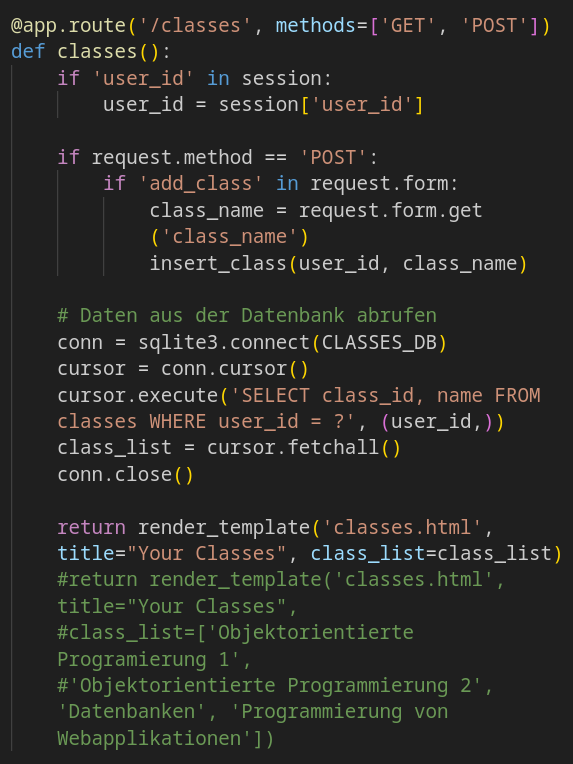 @app.route('/classes', methods=['GET', 'POST'])
def classes():
if 'user_id' in session:
user_id = session['user_id']
if request.method == 'POST':
if 'add_class' in request.form:
class_name = request.form.get
('class_name')
insert_class(user_id, class_name)
# Daten aus der Datenbank abrufen
conn = sqlite3.connect(CLASSES_DB)
cursor = conn.cursor()
cursor.execute('SELECT class_id, name FROM
classes WHERE user_id = ?', (user_id,))
class_list = cursor.fetchall()
conn.close()
return render_template('classes.html',
title="Your Classes", class_list=class_list)
#return render_template('classes.html',
title="Your Classes",
#class_list=['Objektorientierte
Programierung 1',
#'Objektorientierte Programmierung 2',
'Datenbanken', 'Programmierung von
Webapplikationen'])